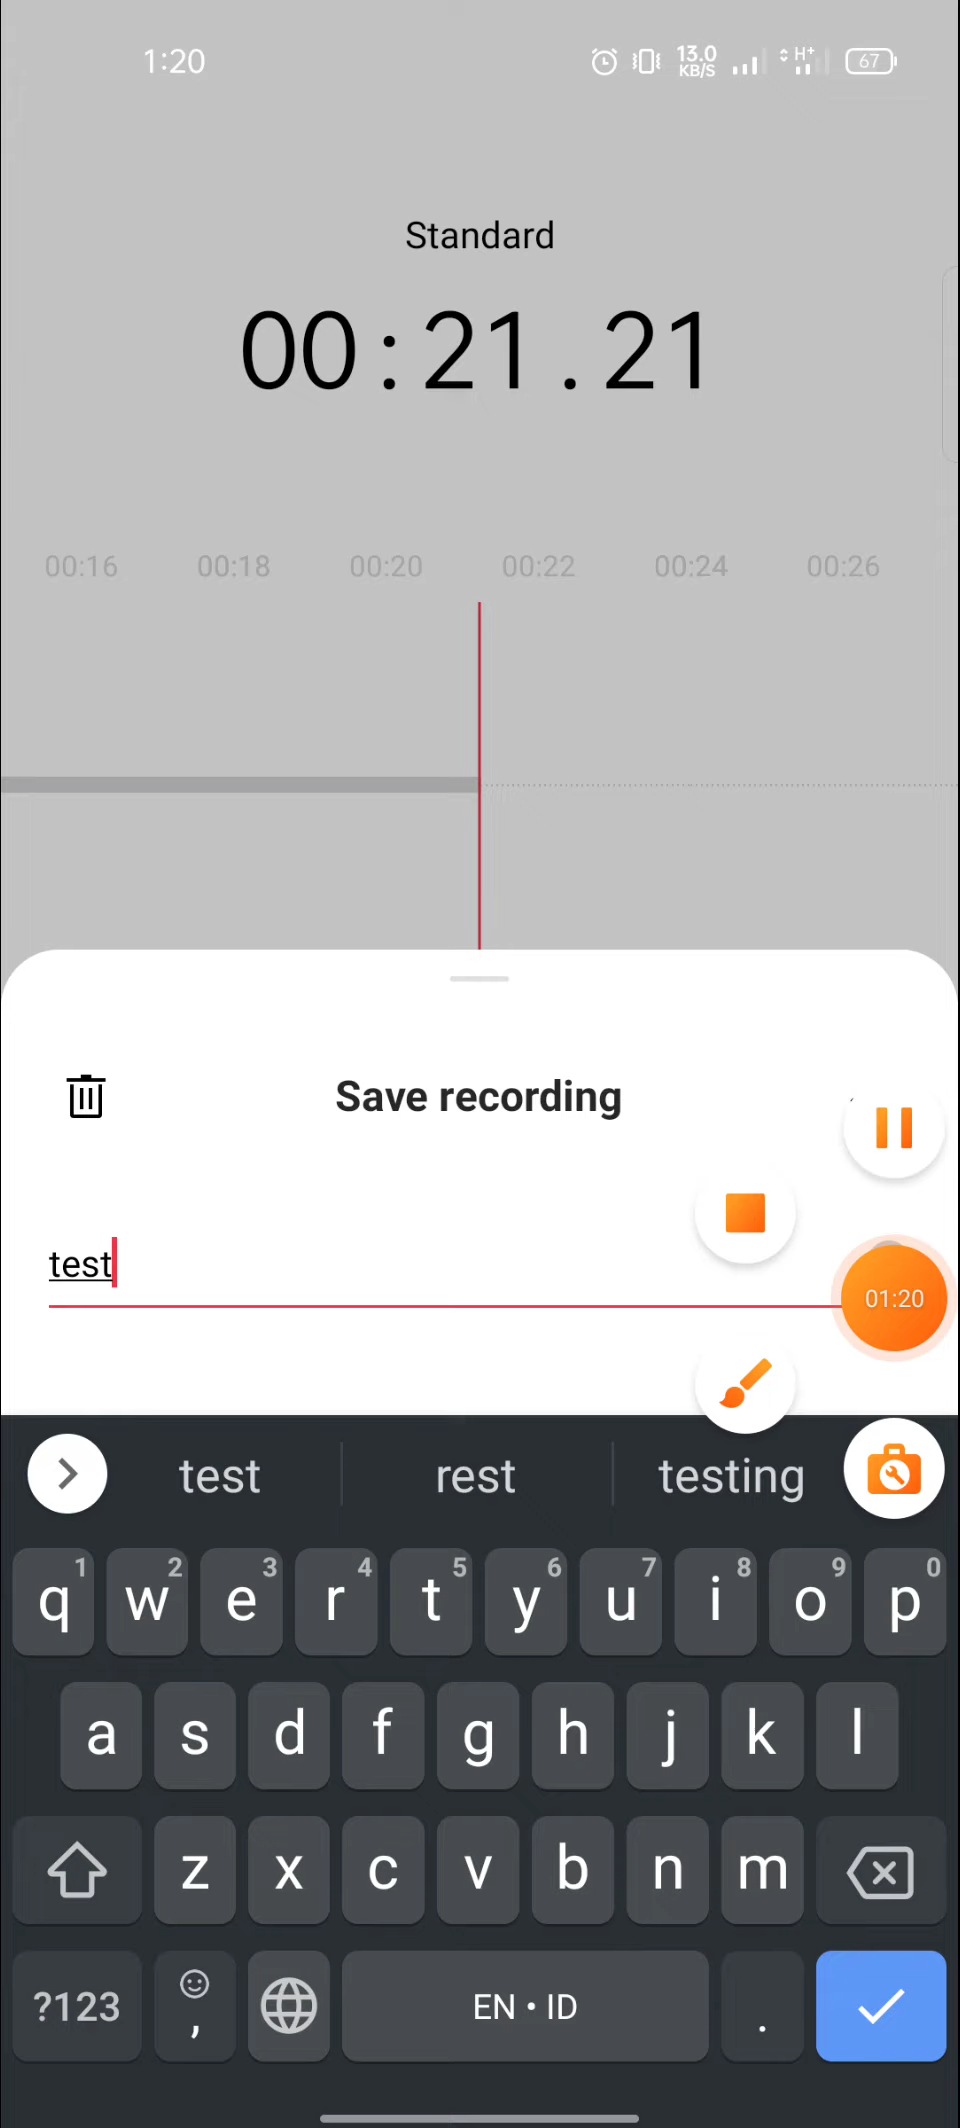 1:20 13.0 KB/S H+ 67
Standard
00:21.21
00:16 00:18 00:20 00:22 00:24 00:26
Save recording
test
01:20
test rest testing
1 2 3 4 5 6 7 8 9 0
q w e r t y u i o p
a s d f g h j k l
z x c v b n m
?123 , EN • ID .